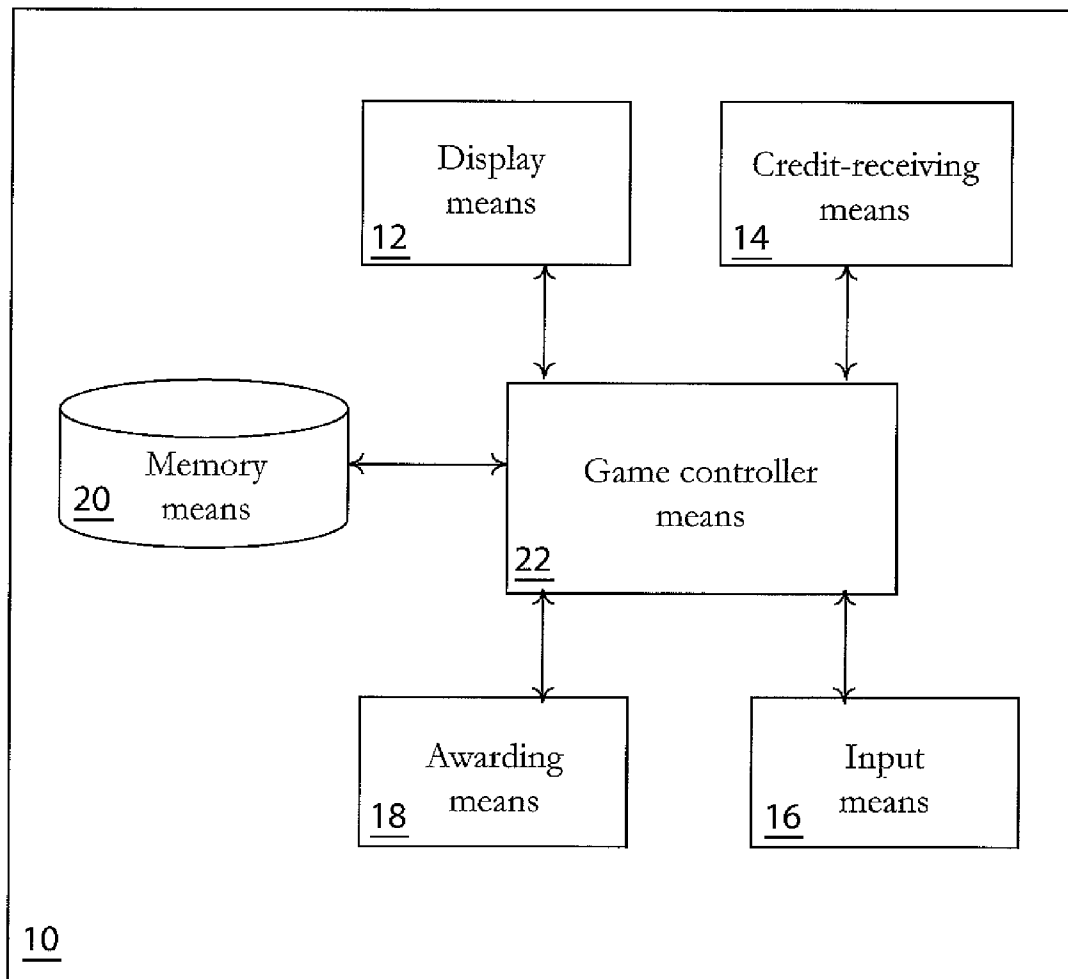 Display
means
12
Credit-receiving
means
14
Memory
means
20
Game controller
means
22
Awarding
means
18
Input
means
16
10